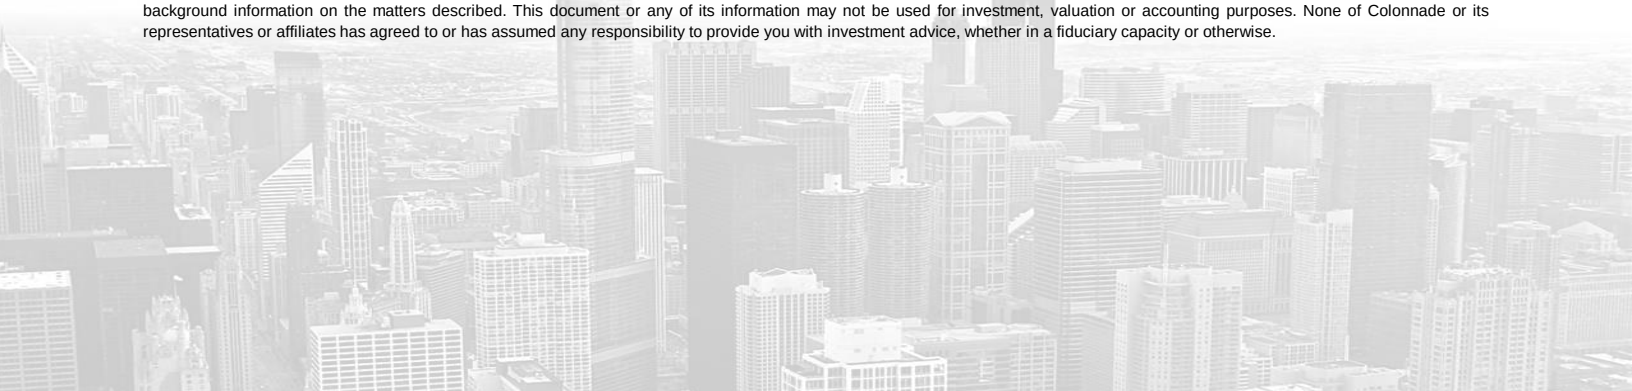 background information on the matters described. This document or any of its information may not be used for investment, valuation or accounting purposes. None of Colonnade or its
representatives or affiliates has agreed to or has assumed any responsibility to provide you with investment advice, whether in a fiduciary capacity or otherwise.